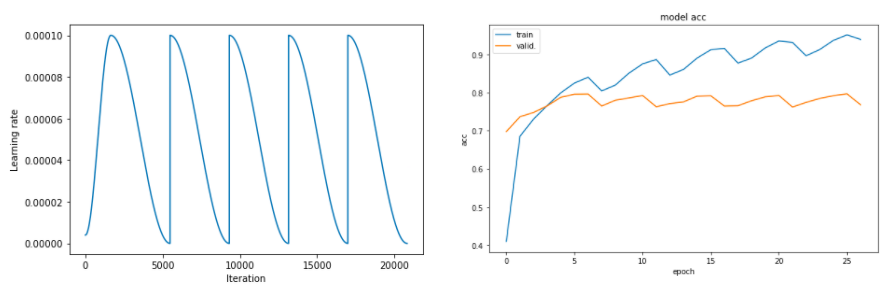 0.00010
0.00008
0.00006
0.00004
0.00002
0.00000
Learning rate
0 5000 10000 15000 20000
Iteration
model acc
train
valid.
0.9
0.8
0.7
0.6
0.5
0.4
acc
0 5 10 15 20 25
epoch